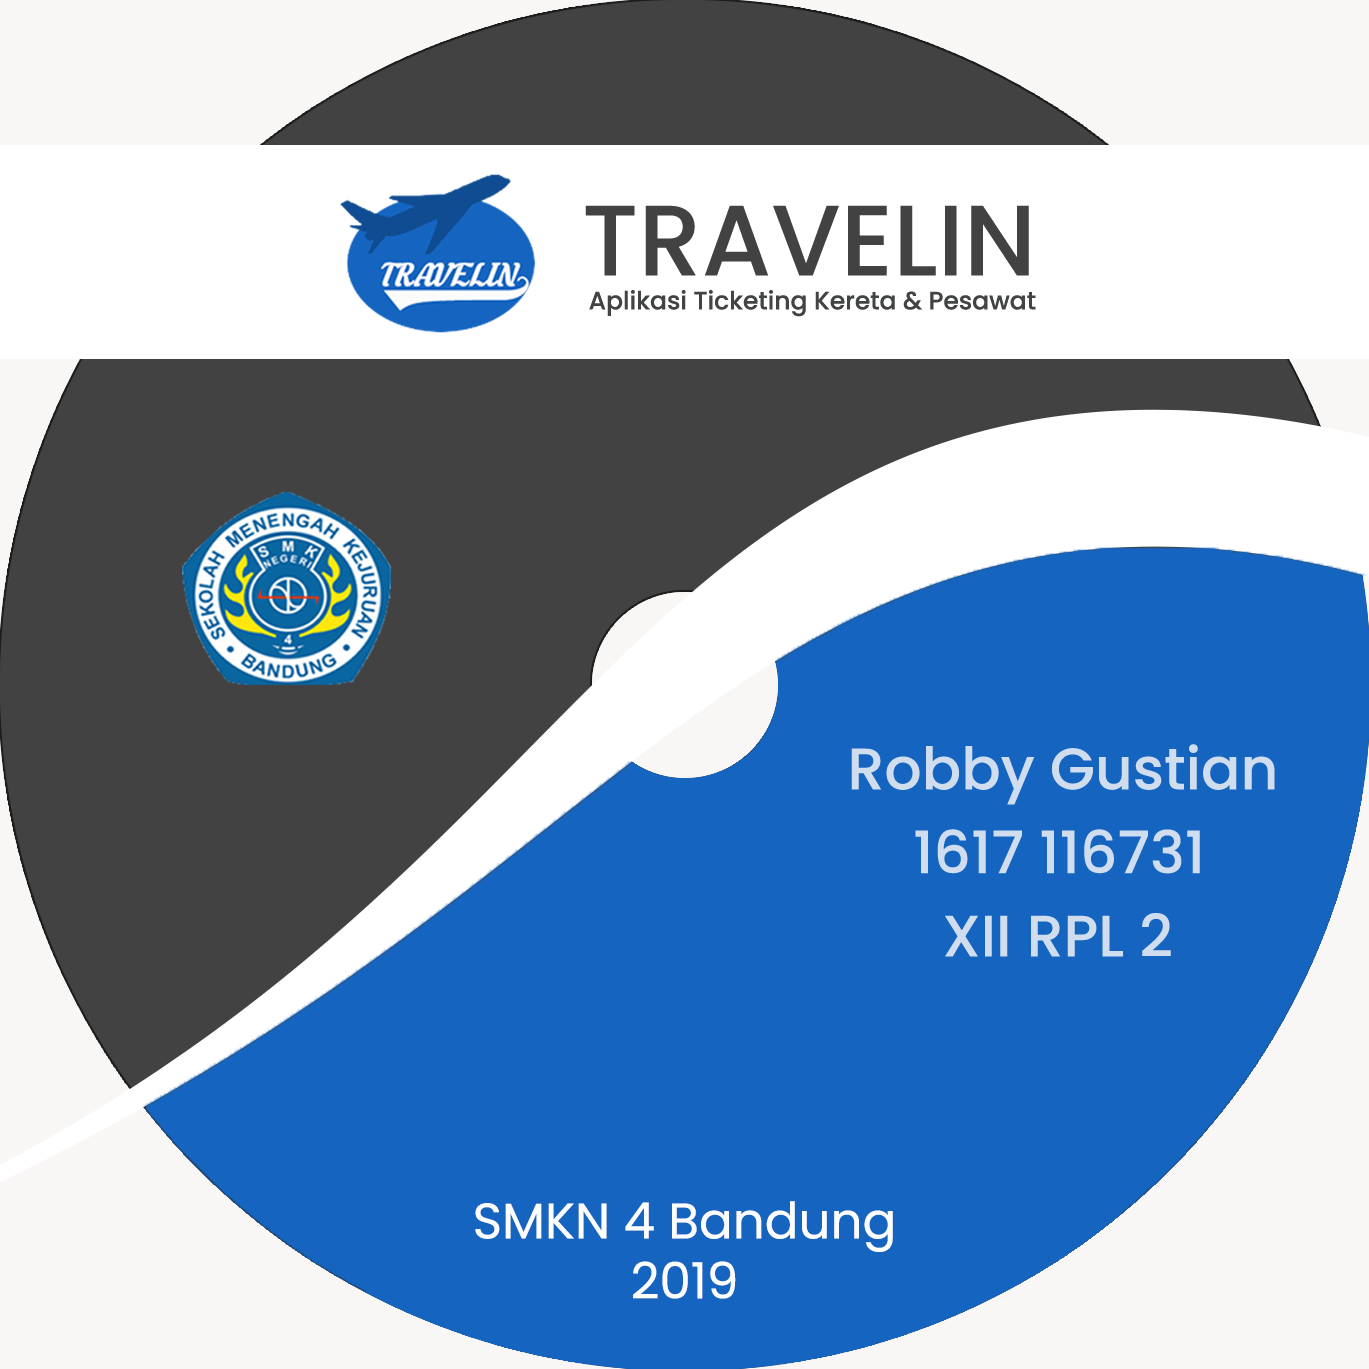 TRAVELIN
TRAVELIN
Aplikasi Ticketing Kereta & Pesawat
SEKOLAH MENENGAH KEJURUAN
SMK
NEGERI
4
BANDUNG
Robby Gustian
1617 116731
XII RPL 2
SMKN 4 Bandung
2019